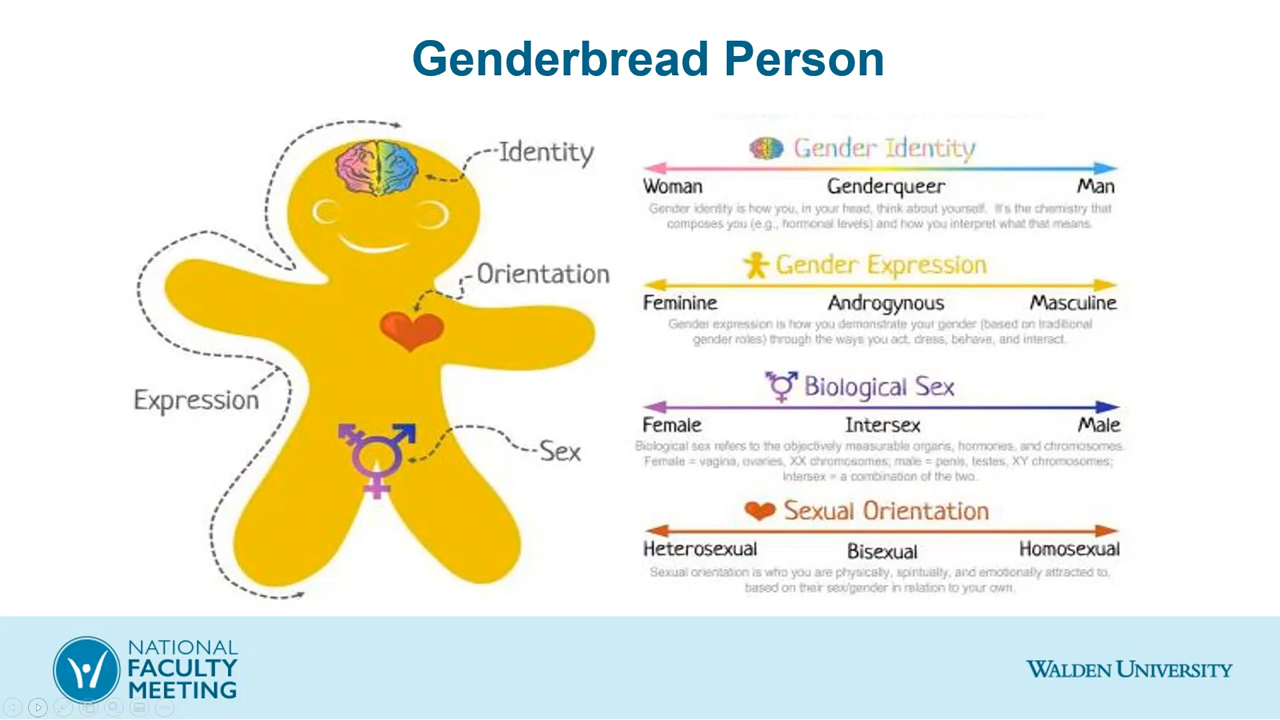 Genderbread Person
Identity
Orientation
Expression
Sex
Gender Identity
Woman Genderqueer Man
Gender identity is how you, in your head, think about yourself. It's the chemistry that
composes you (e.g., hormonal levels) and how you interpret what that means.
Gender Expression
Feminine Androgynous Masculine
Gender expression is how you demonstrate your gender (based on traditional
gender roles) through the ways you act, dress, behave, and interact.
Biological Sex
Female Intersex Male
Biological sex refers to the objectively measurable organs, hormones, and chromosomes.
Female = vagina, ovaries, XX chromosomes; male = penis, testes, XY chromosomes;
intersex = a combination of the two.
Sexual Orientation
Heterosexual Bisexual Homosexual
Sexual orientation is who you are physically, spiritually, and emotionally attracted to,
based on their sex/gender in relation to your own.
NATIONAL
FACULTY
MEETING
WALDEN UNIVERSITY